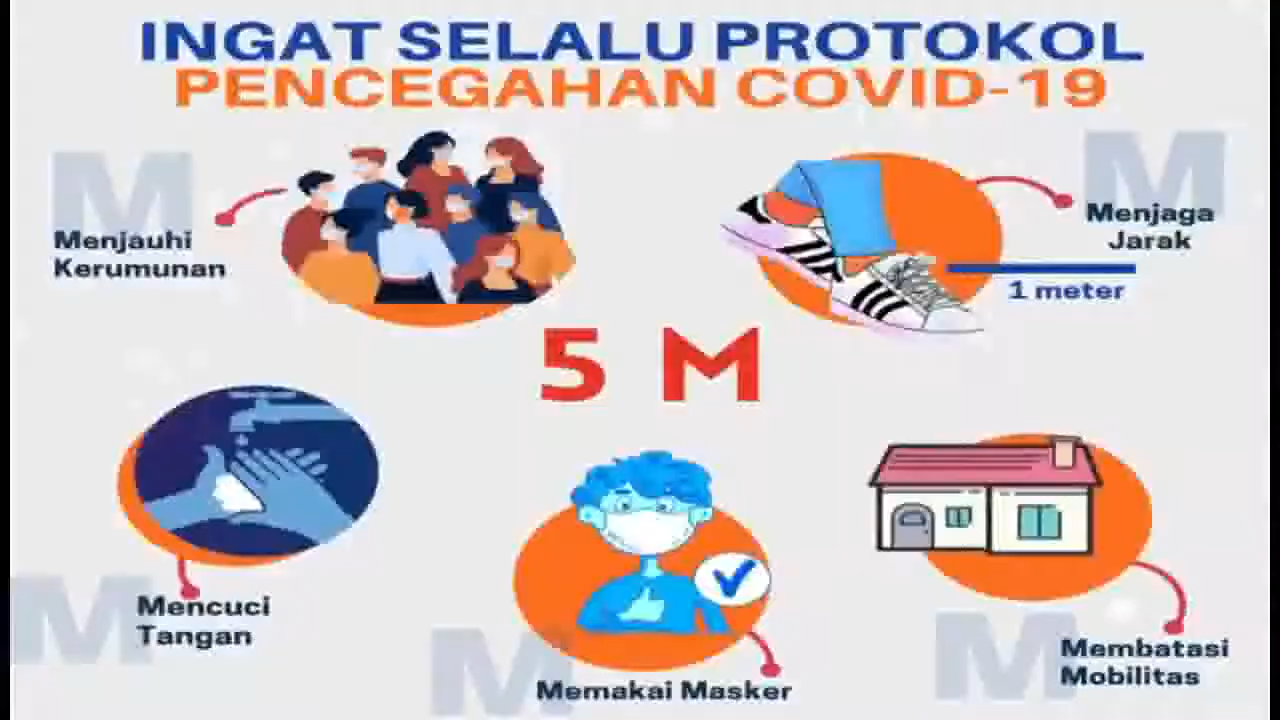 INGAT SELALU PROTOKOL
PENCEGAHAN COVID-19
M
Menjauhi
Kerumunan
M
Menjaga
Jarak
1 meter
5 M
M
Mencuci
Tangan
M
Memakai Masker
M
Membatasi
Mobilitas